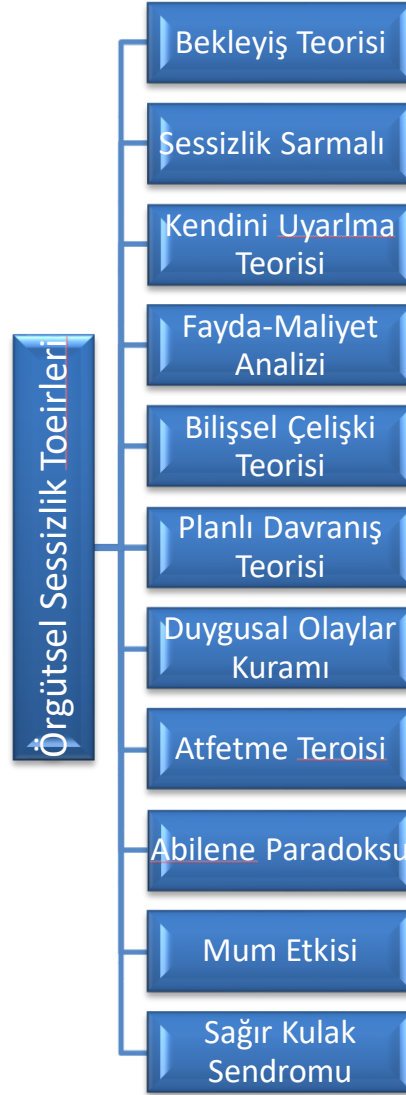 Örgütsel Sessizlik Toeirleri
Bekleyiş Teorisi
Sessizlik Sarmalı
Kendini Uyarlma
Teorisi
Fayda-Maliyet
Analizi
Bilişsel Çelişki
Teorisi
Planlı Davranış
Teorisi
Duygusal Olaylar
Kuramı
Atfetme Teroisi
Abilene Paradoksu
Mum Etkisi
Sağır Kulak
Sendromu